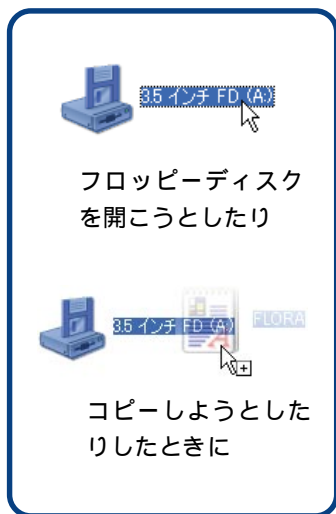 3.5 インチ FD (A)
フロッピーディスク
を開こうとしたり
3.5 インチ FD (A) FLORA
コピーしようとした
りしたときに